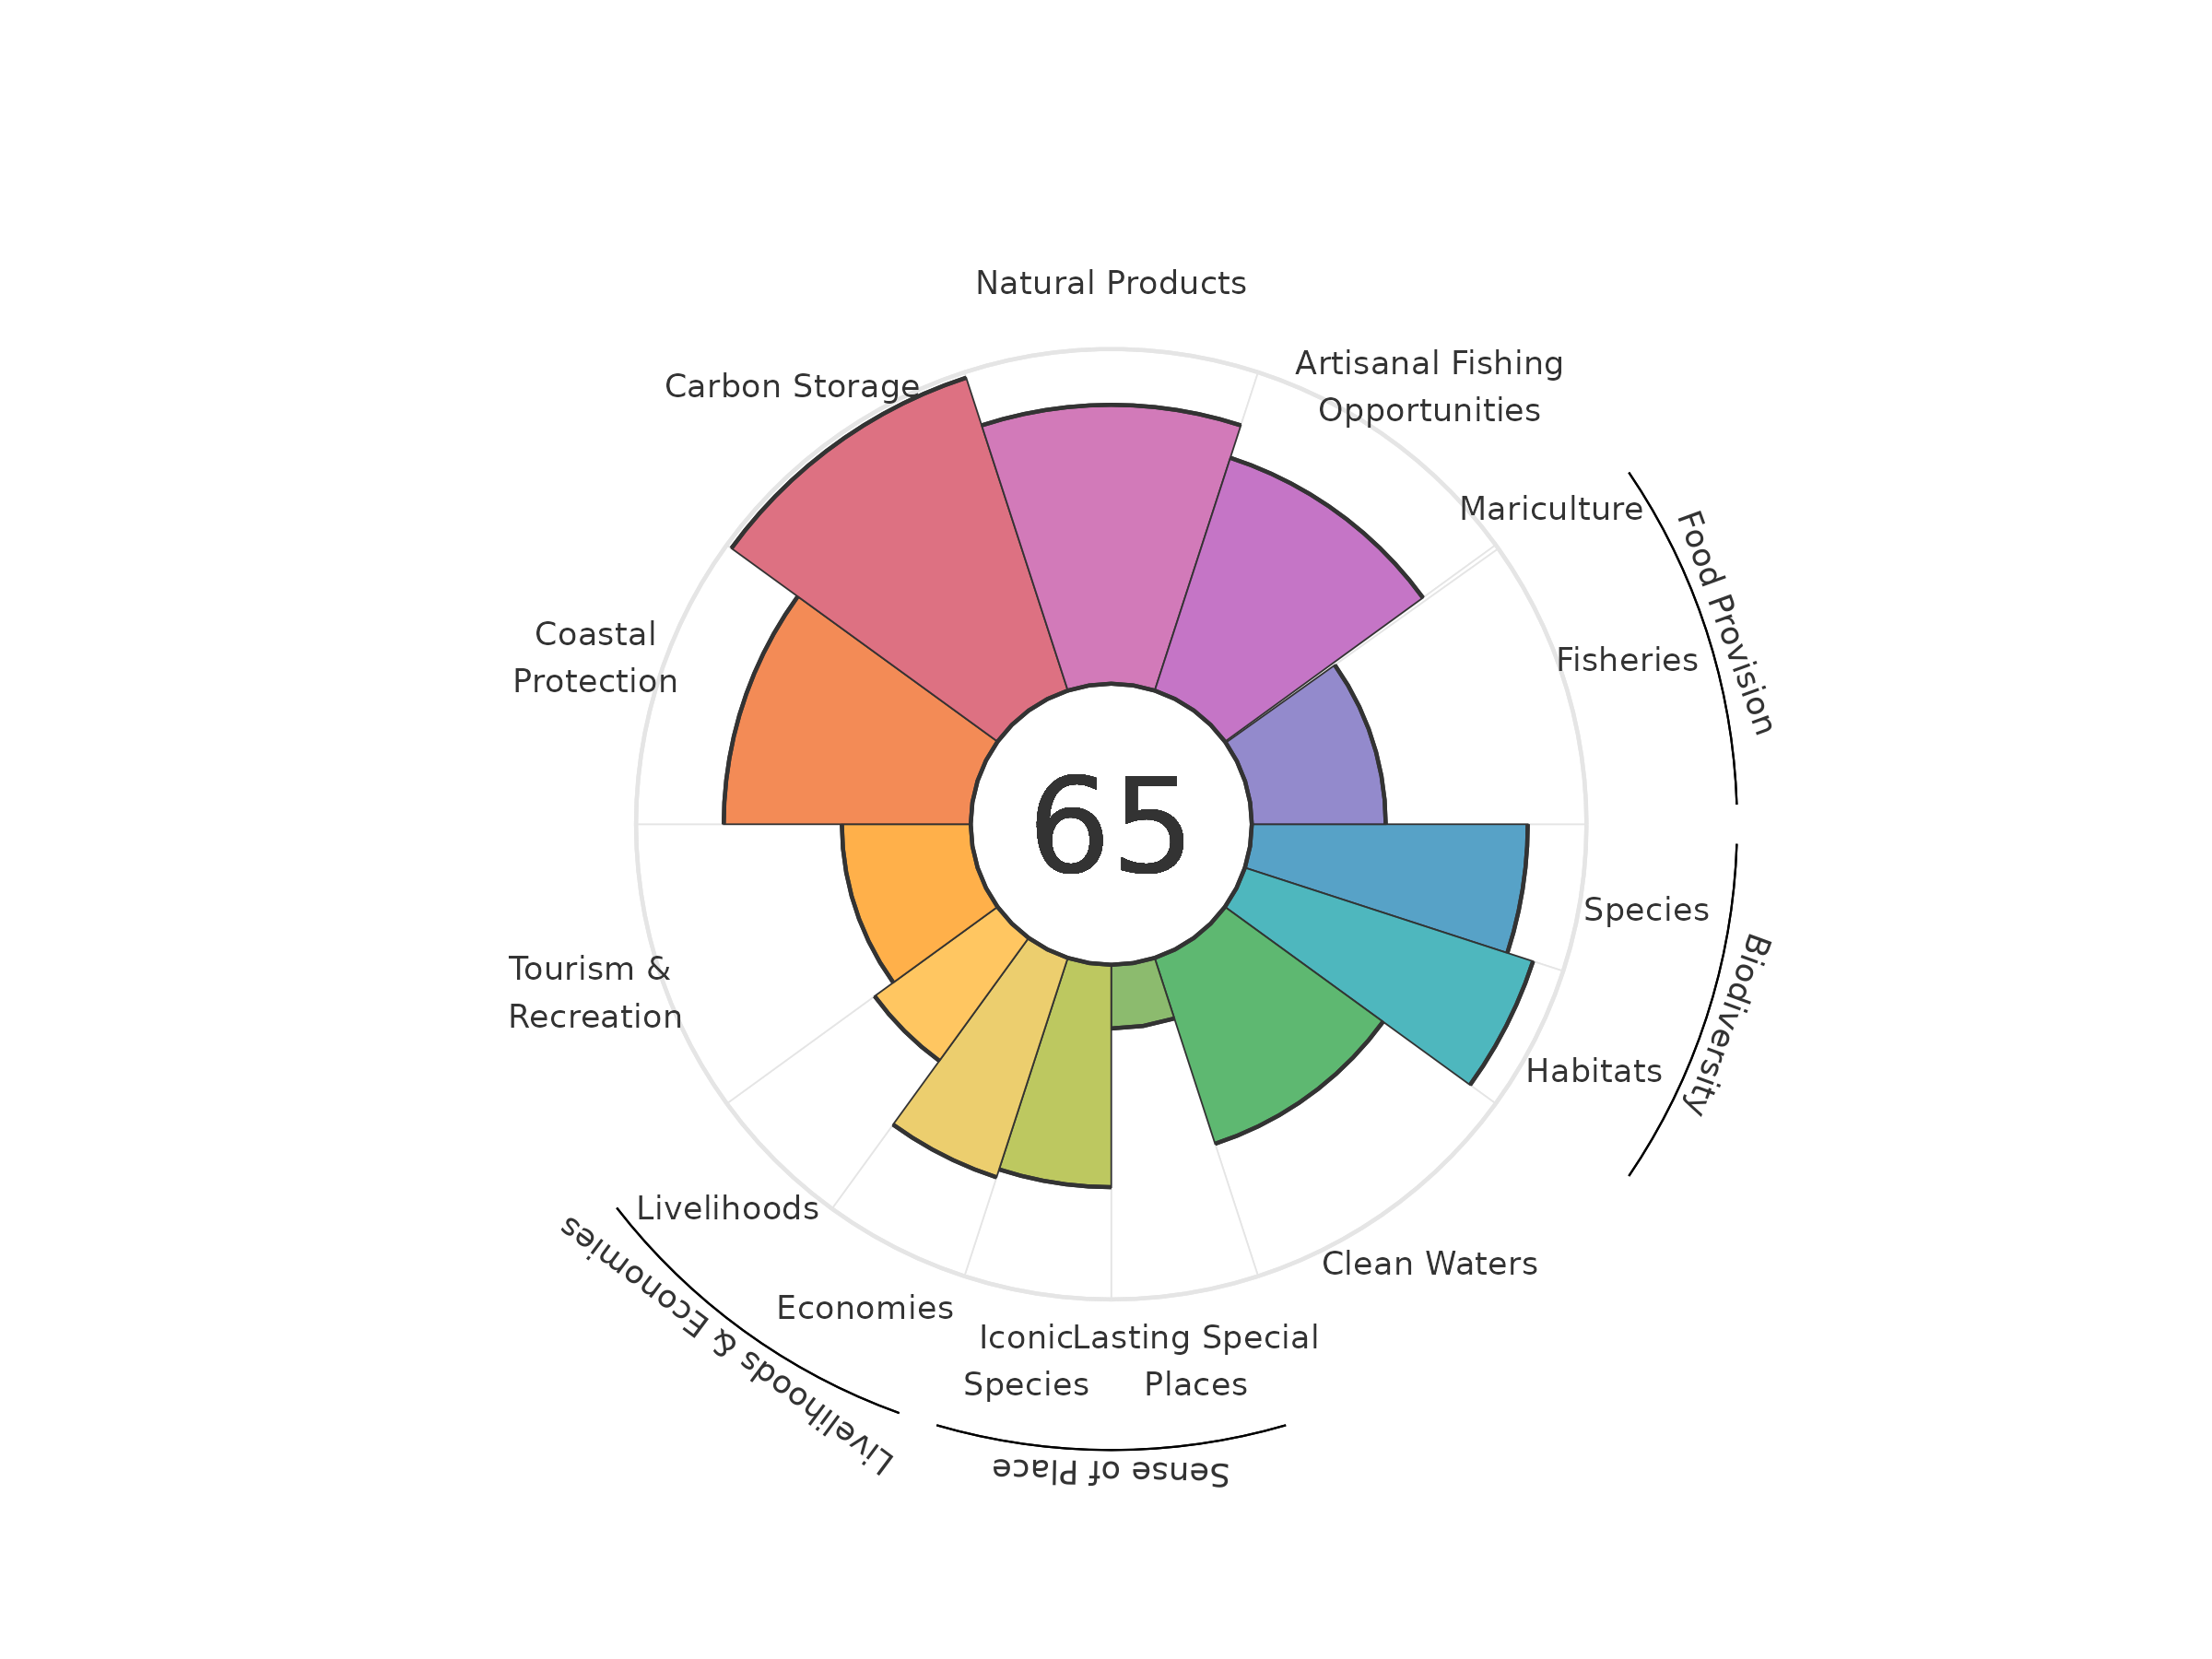 Natural Products
Artisanal Fishing
Opportunities
Carbon Storage
Mariculture
Food Provision
Coastal
Protection
Fisheries
65
Species
Biodiversity
Tourism &
Recreation
Habitats
Livelihoods
Livelihoods & Economies
Clean Waters
Economies
Iconic
Species
Lasting Special
Places
Sense of Place